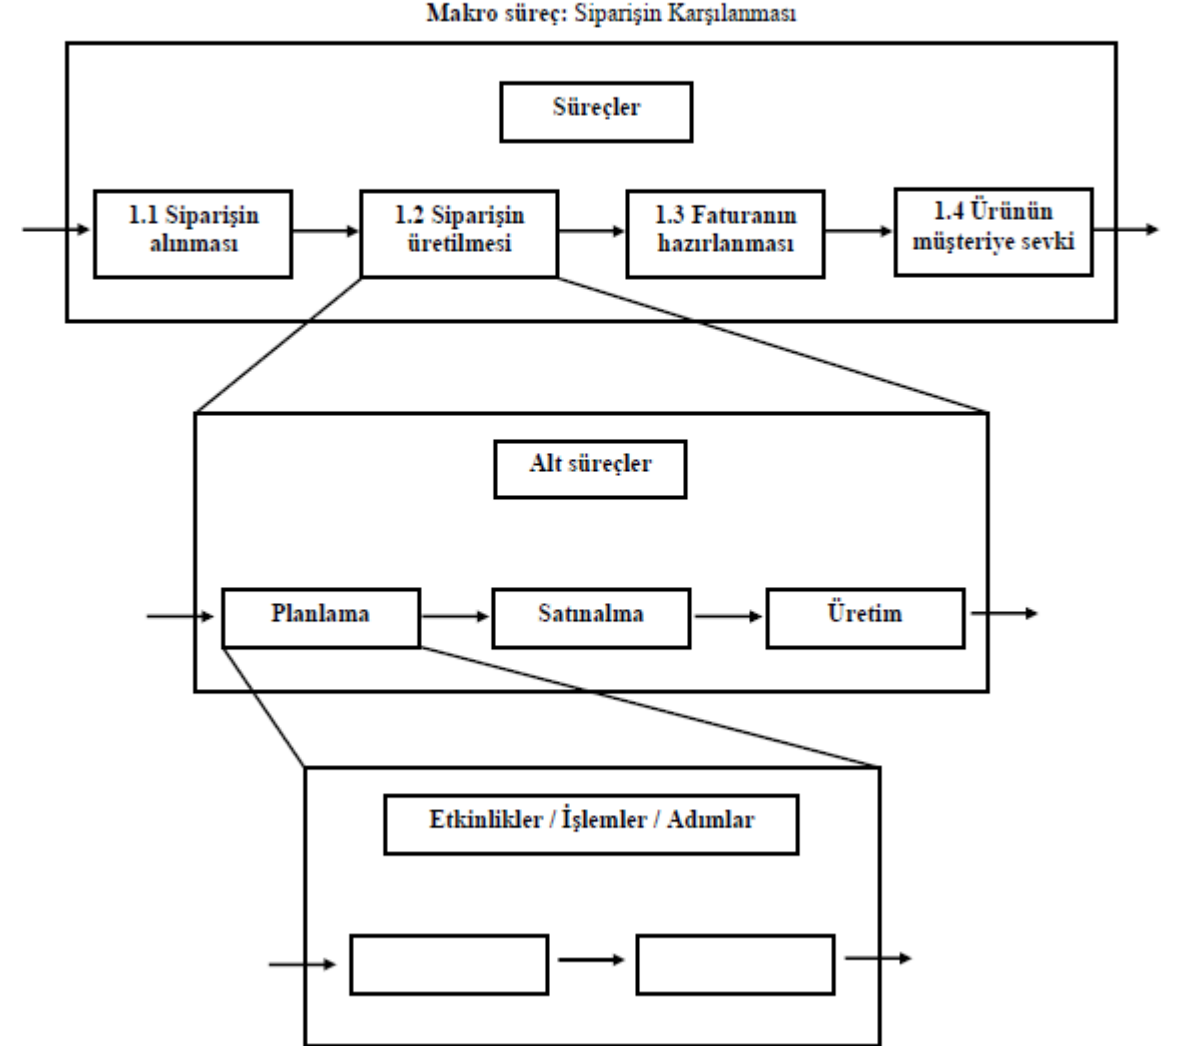 Makro süreç: Siparişin Karşılanması
Süreçler
1.1 Siparişin
alınması
1.2 Siparişin
üretilmesi
1.3 Faturanın
hazırlanması
1.4 Ürünün
müşteriye sevki
Alt süreçler
Planlama
Satınalma
Üretim
Etkinlikler / İşlemler / Adımlar